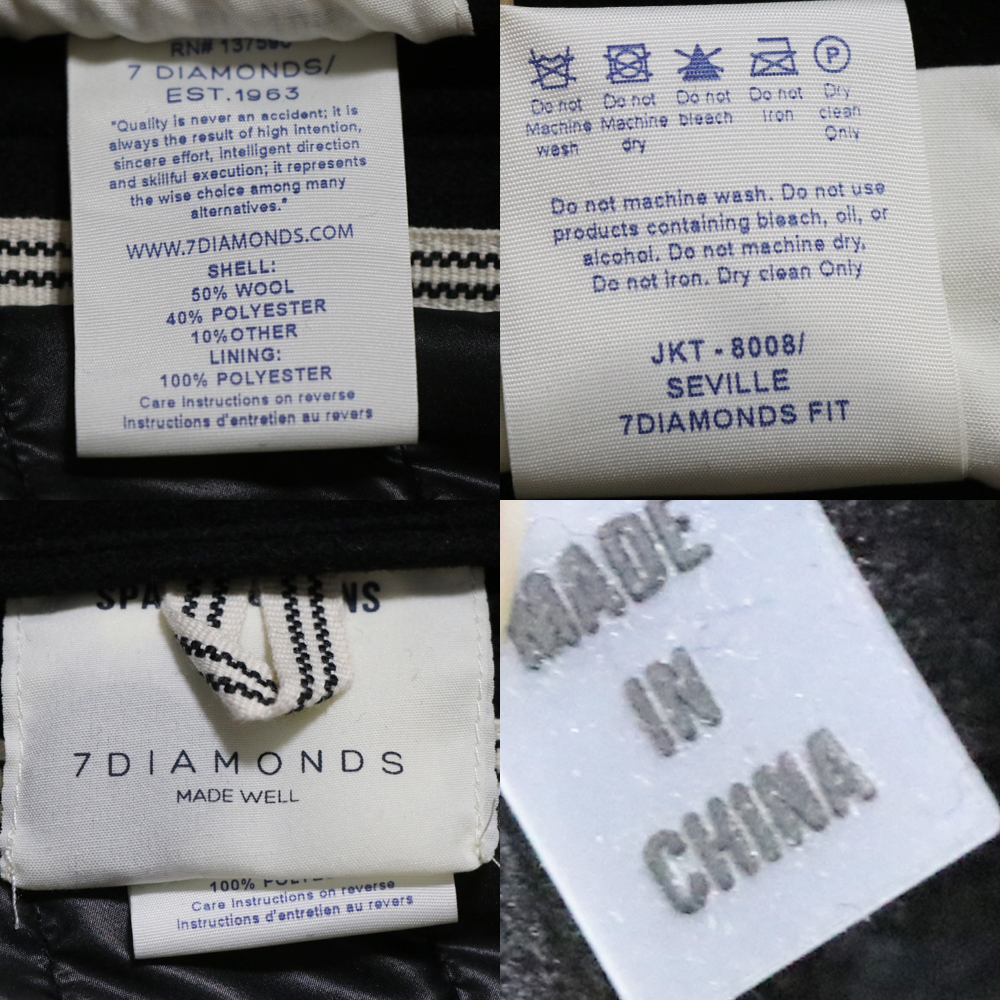 RN#
7 DIAMONDS/
EST.1963
"Quality is never an accident; it is
always the result of high intention,
sincere effort, intelligent direction
and skillful execution; it represents
the wise choice among many
alternatives."
WWW.7DIAMONDS.COM
SHELL:
50% WOOL
40% POLYESTER
10%OTHER
LINING:
100% POLYESTER
Care Instructions on reverse
Instructions d'entretien au revers
Do not
Machine
wash
Do not
Machine
dry
Do not
bleach
Do not
Iron
P
Dry
clean
Only
Do not machine wash. Do not use
products containing bleach, oil, or
alcohol. Do not machine dry,
Do not iron. Dry clean Only
JKT - 8008/
SEVILLE
7DIAMONDS FIT
7DIAMONDS
MADE WELL
100%
Care Instructions on reverse
Instructions d'entretien au revers
MADE
IN
CHINA